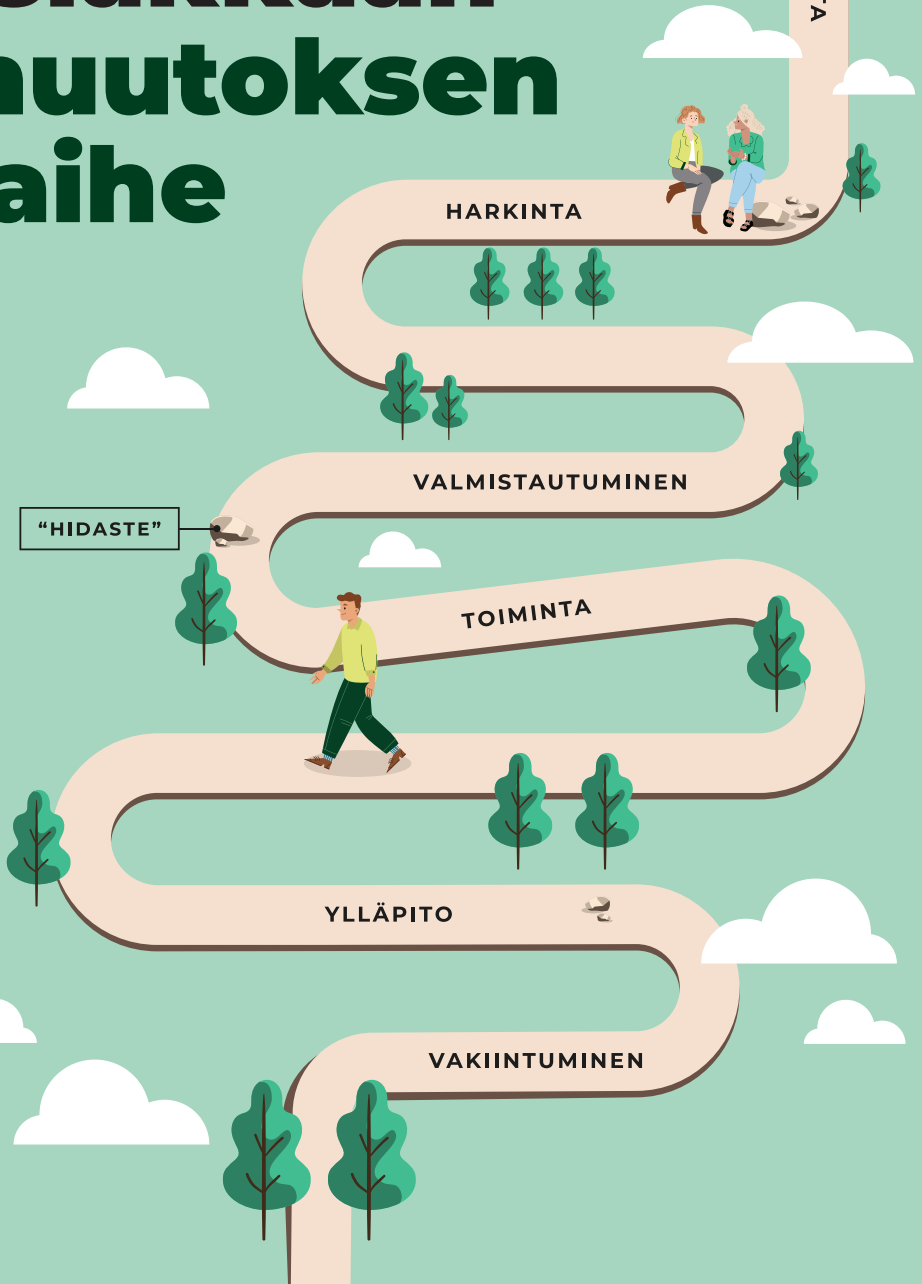 muutoksen
aihe
HARKINTA
VALMISTAUTUMINEN
“HIDASTE”
TOIMINTA
YLLÄPITO
VAKIINTUMINEN